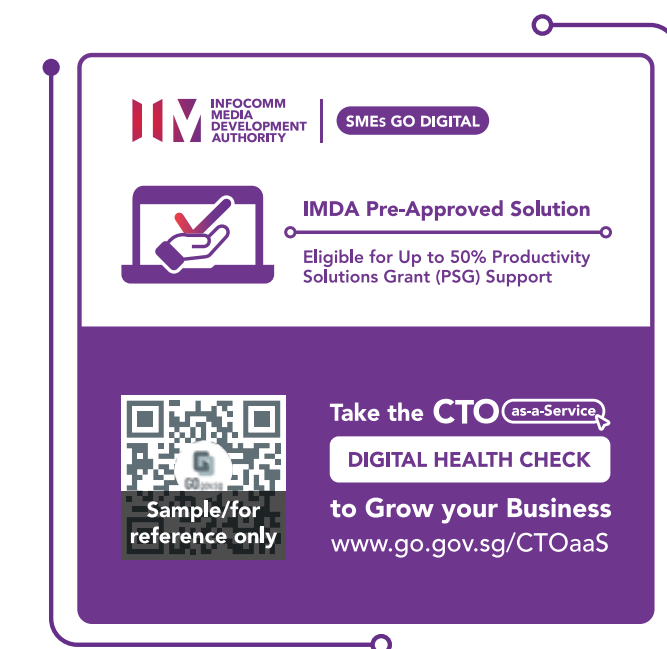 INFOCOMM
MEDIA
DEVELOPMENT
AUTHORITY
SMEs GO DIGITAL
IMDA Pre-Approved Solution
Eligible for Up to 50% Productivity
Solutions Grant (PSG) Support
GOgov.sg
Sample/for
reference only
Take the CTO as-a-Service
DIGITAL HEALTH CHECK
to Grow your Business
www.go.gov.sg/CTOaaS